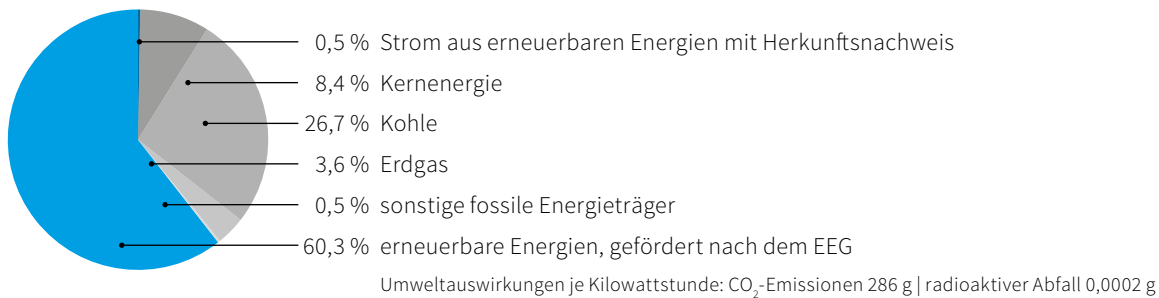 0,5 % Strom aus erneuerbaren Energien mit Herkunftsnachweis
8,4 % Kernenergie
26,7 % Kohle
3,6 % Erdgas
0,5 % sonstige fossile Energieträger
60,3 % erneuerbare Energien, gefördert nach dem EEG
Umweltauswirkungen je Kilowattstunde: CO₂-Emissionen 286 g | radioaktiver Abfall 0,0002 g